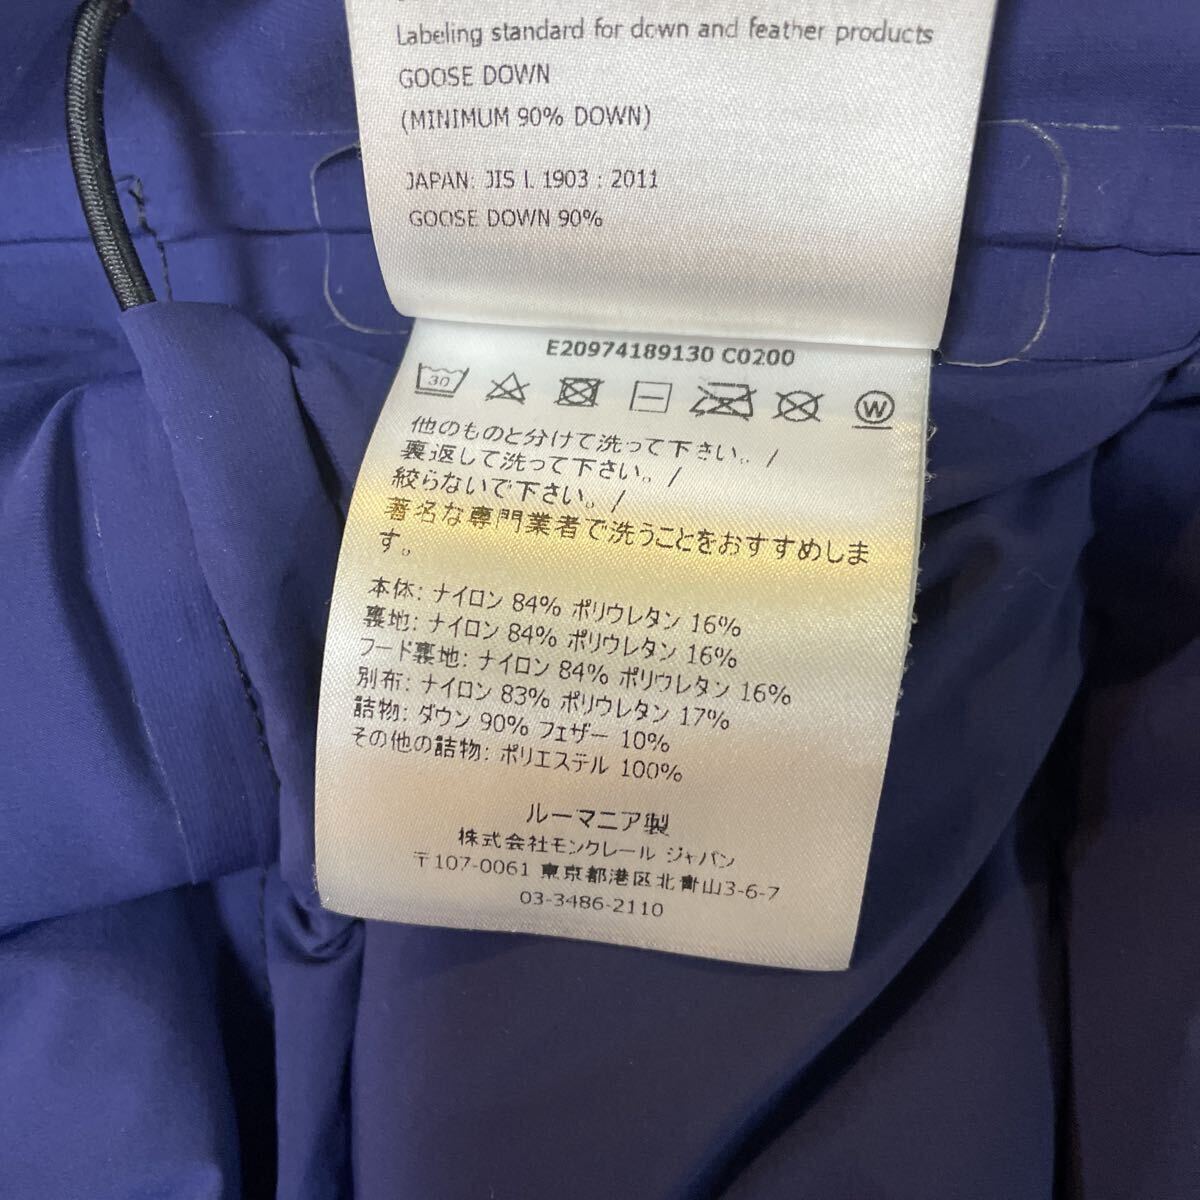 Labeling standard for down and feather products
GOOSE DOWN
(MINIMUM 90% DOWN)
JAPAN: JIS L 1903 : 2011
GOOSE DOWN 90%
E20974189130 C0200
30 W
他のものと分けて洗って下さい。/
裏返して洗って下さい。/
絞らないで下さい。/
著名な専門業者で洗うことをおすすめしま
す。
本体: ナイロン 84% ポリウレタン 16%
裏地: ナイロン 84% ポリウレタン 16%
フード裏地: ナイロン 84% ポリウレタン 16%
別布: ナイロン 83% ポリウレタン 17%
詰物: ダウン 90% フェザー 10%
その他の詰物: ポリエステル 100%
ルーマニア製
株式会社モンクレール ジャパン
〒107-0061 東京都港区北青山3-6-7
03-3486-2110